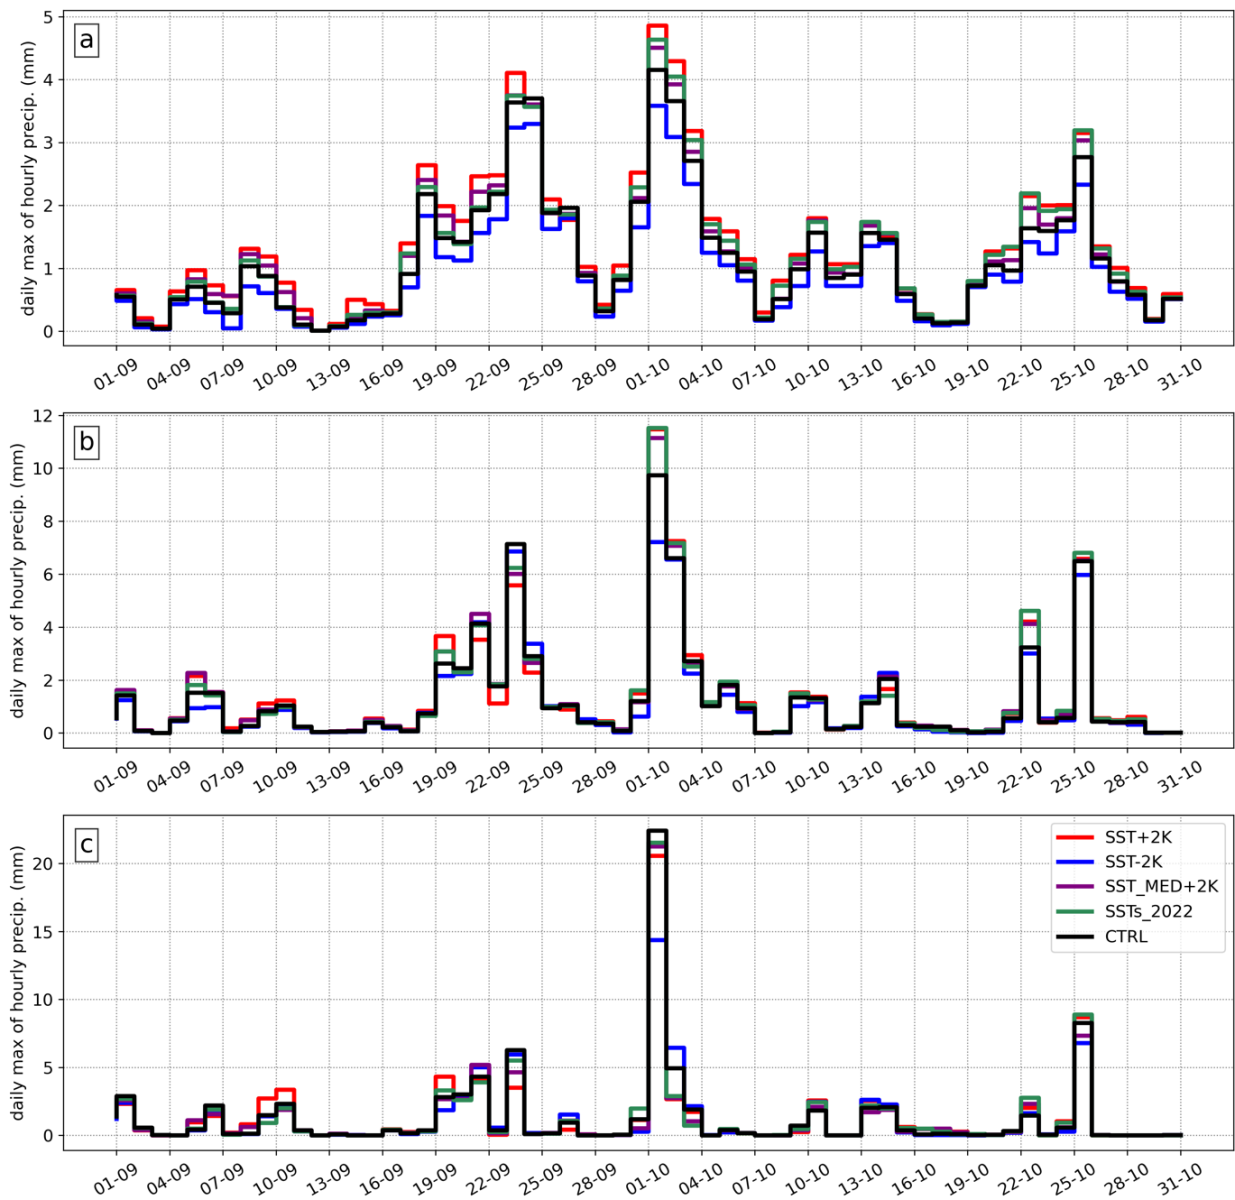 a
daily max of hourly precip. (mm)
5
4
3
2
1
0
01-09 04-09 07-09 10-09 13-09 16-09 19-09 22-09 25-09 28-09 01-10 04-10 07-10 10-10 13-10 16-10 19-10 22-10 25-10 28-10 31-10
b
daily max of hourly precip. (mm)
12
10
8
6
4
2
0
01-09 04-09 07-09 10-09 13-09 16-09 19-09 22-09 25-09 28-09 01-10 04-10 07-10 10-10 13-10 16-10 19-10 22-10 25-10 28-10 31-10
c
daily max of hourly precip. (mm)
20
15
10
5
0
SST+2K
SST-2K
SST_MED+2K
SSTs_2022
CTRL
01-09 04-09 07-09 10-09 13-09 16-09 19-09 22-09 25-09 28-09 01-10 04-10 07-10 10-10 13-10 16-10 19-10 22-10 25-10 28-10 31-10